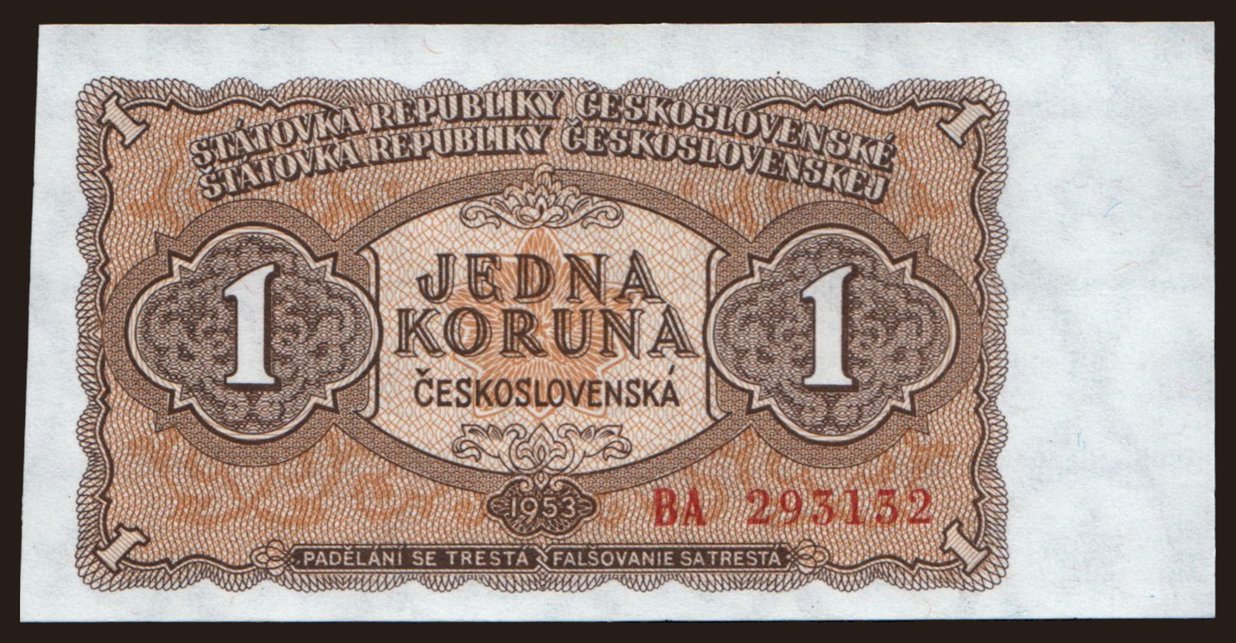 1 1
STÁTOVKA REPUBLIKY ČESKOSLOVENSKÉ
ŠTÁTOVKA REPUBLIKY ČESKOSLOVENSKEJ
1 JEDNA 1
KORUNA
ČESKOSLOVENSKÁ
1953 BA 293132
1 PADĚLÁNÍ SE TRESTÁ FALŠOVANIE SA TRESTÁ 1